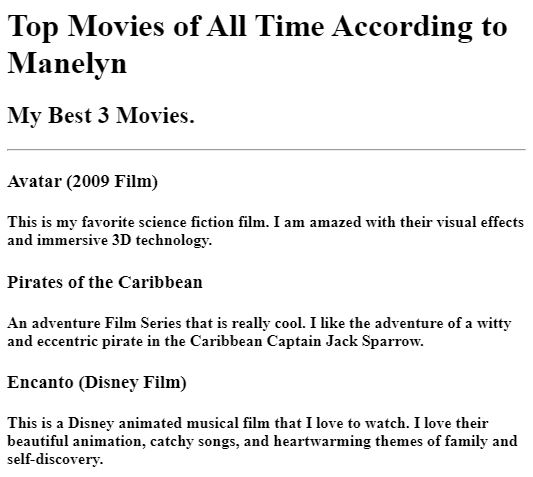 Top Movies of All Time According to
Manelyn
My Best 3 Movies.
Avatar (2009 Film)
This is my favorite science fiction film. I am amazed with their visual effects
and immersive 3D technology.
Pirates of the Caribbean
An adventure Film Series that is really cool. I like the adventure of a witty
and eccentric pirate in the Caribbean Captain Jack Sparrow.
Encanto (Disney Film)
This is a Disney animated musical film that I love to watch. I love their
beautiful animation, catchy songs, and heartwarming themes of family and
self-discovery.